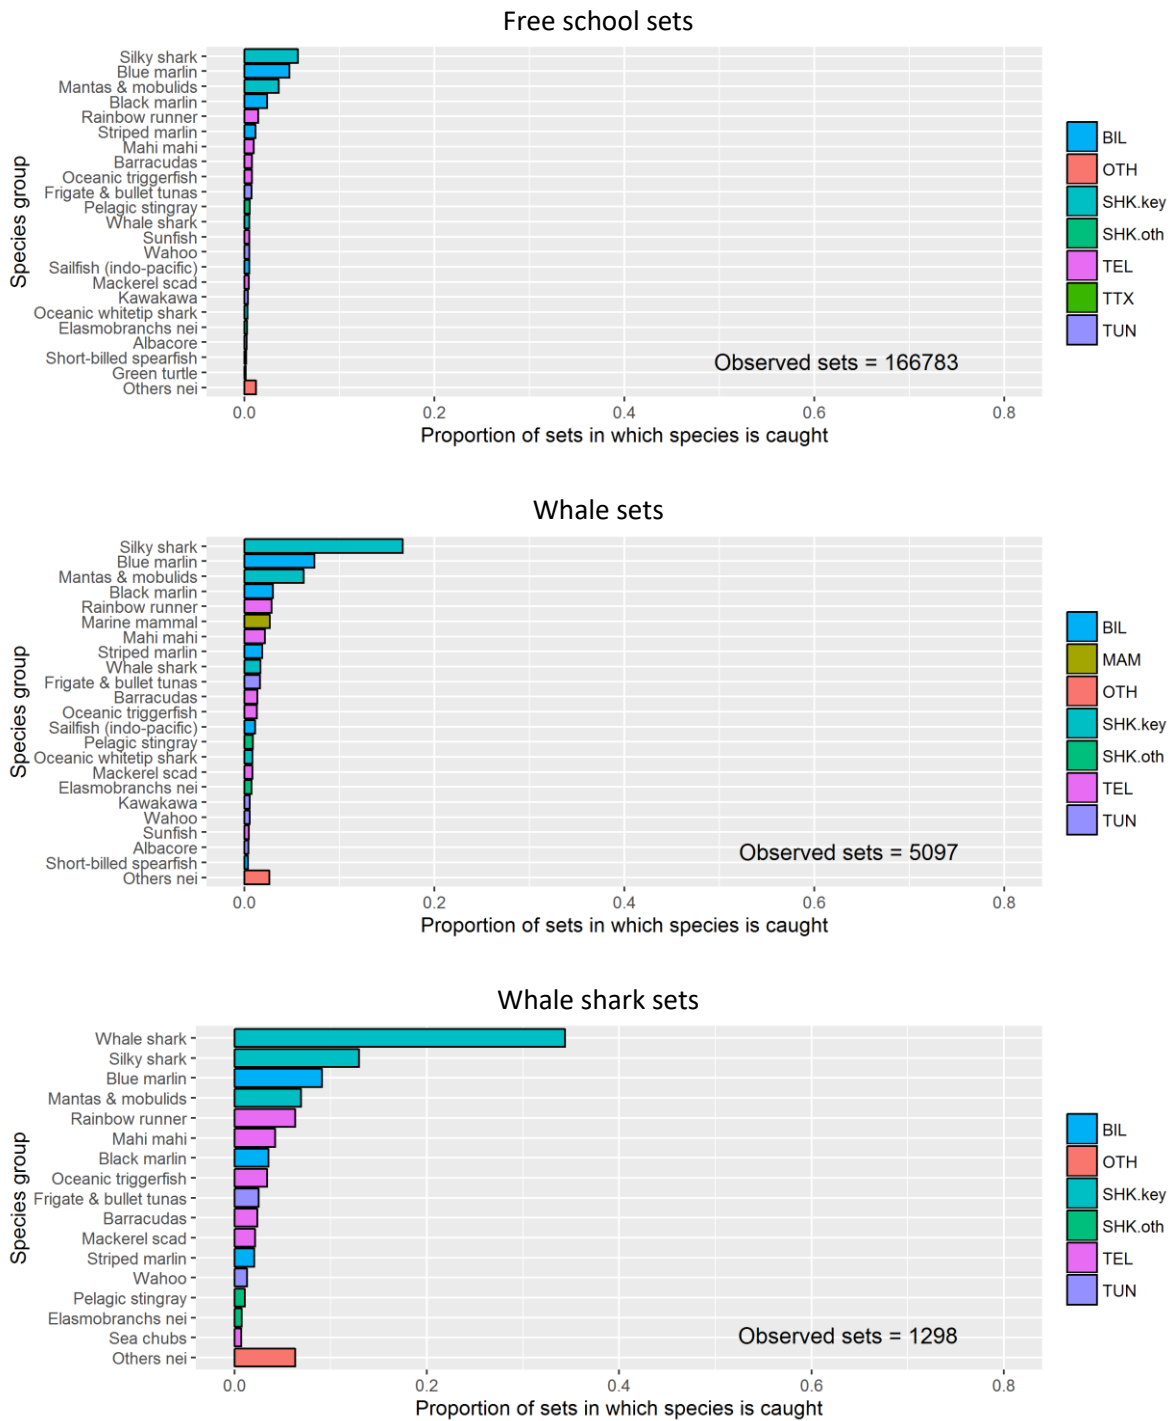 Free school sets
Species group
Silky shark
Blue marlin
Mantas & mobulids
Black marlin
Rainbow runner
Striped marlin
Mahi mahi
Barracudas
Oceanic triggerfish
Frigate & bullet tunas
Pelagic stingray
Whale shark
Sunfish
Wahoo
Sailfish (indo-pacific)
Mackerel scad
Kawakawa
Oceanic whitetip shark
Elasmobranchs nei
Albacore
Short-billed spearfish
Green turtle
Others nei
Observed sets = 166783
0.0 0.2 0.4 0.6 0.8
Proportion of sets in which species is caught
BIL
OTH
SHK.key
SHK.oth
TEL
TTX
TUN
Whale sets
Species group
Silky shark
Blue marlin
Mantas & mobulids
Black marlin
Rainbow runner
Marine mammal
Mahi mahi
Striped marlin
Whale shark
Frigate & bullet tunas
Barracudas
Oceanic triggerfish
Sailfish (indo-pacific)
Pelagic stingray
Oceanic whitetip shark
Mackerel scad
Elasmobranchs nei
Kawakawa
Wahoo
Sunfish
Albacore
Short-billed spearfish
Others nei
Observed sets = 5097
0.0 0.2 0.4 0.6 0.8
Proportion of sets in which species is caught
BIL
MAM
OTH
SHK.key
SHK.oth
TEL
TUN
Whale shark sets
Species group
Whale shark
Silky shark
Blue marlin
Mantas & mobulids
Rainbow runner
Mahi mahi
Black marlin
Oceanic triggerfish
Frigate & bullet tunas
Barracudas
Mackerel scad
Striped marlin
Wahoo
Pelagic stingray
Elasmobranchs nei
Sea chubs
Others nei
Observed sets = 1298
0.0 0.2 0.4 0.6 0.8
Proportion of sets in which species is caught
BIL
OTH
SHK.key
SHK.oth
TEL
TUN